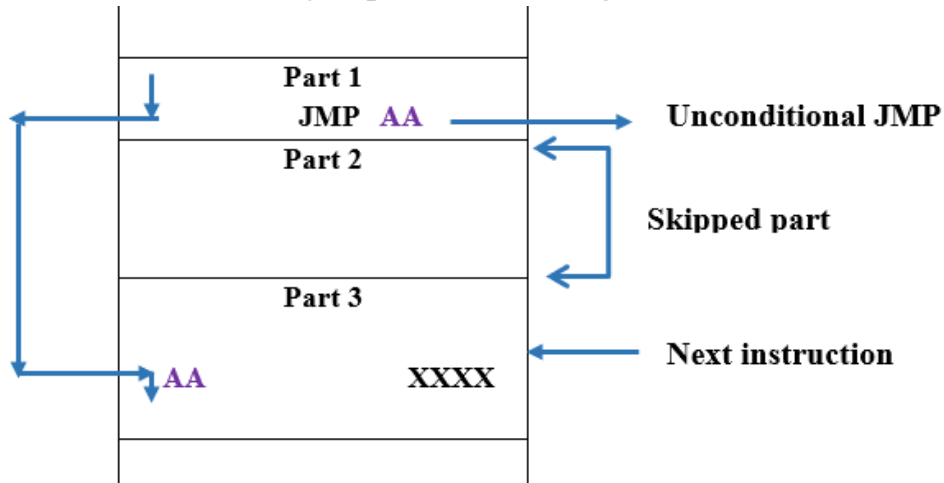 Part 1
JMP AA
Unconditional JMP
Part 2
Skipped part
Part 3
Next instruction
AA XXXX